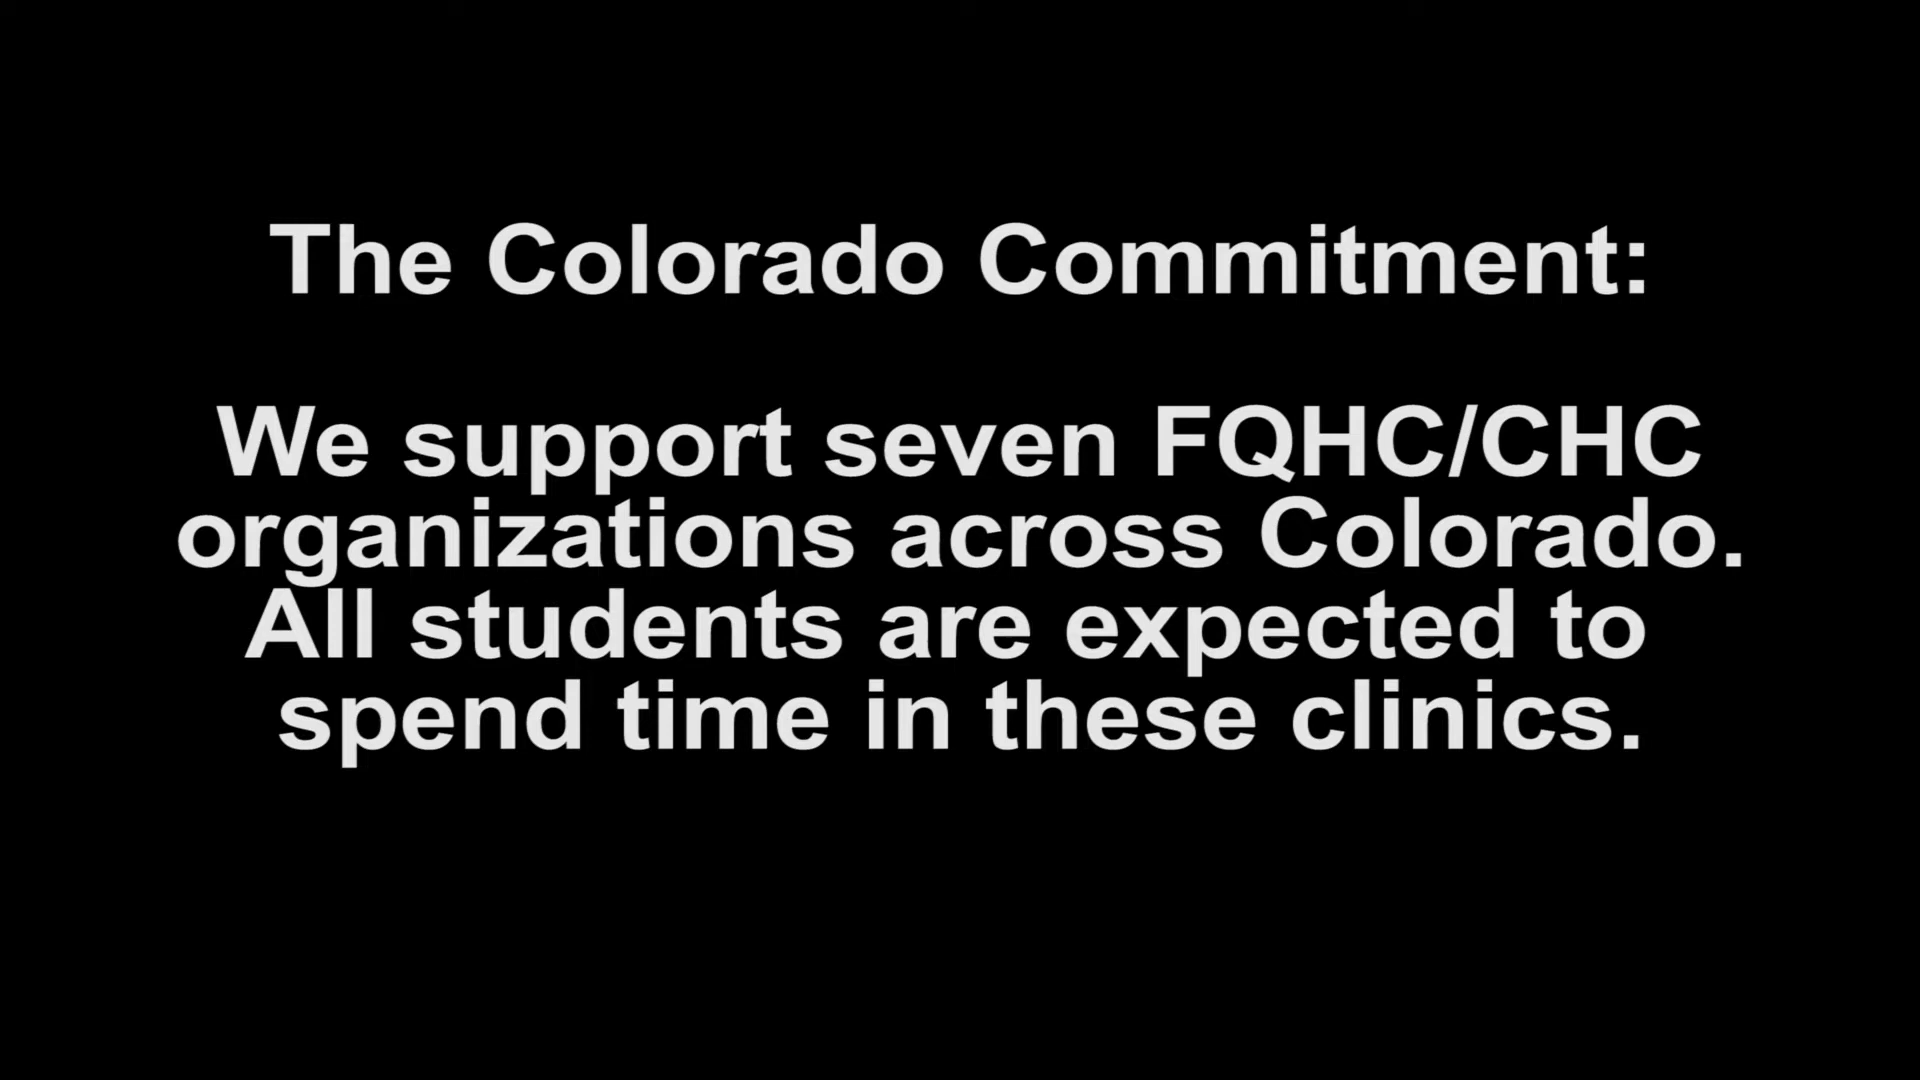 The Colorado Commitment:
We support seven FQHC/CHC
organizations across Colorado.
All students are expected to
spend time in these clinics.